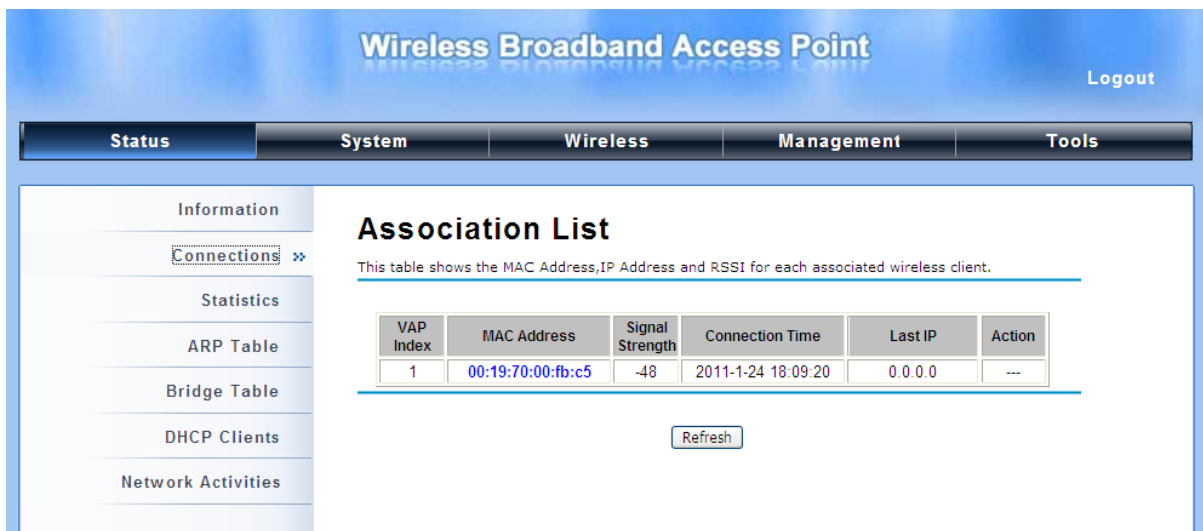 Wireless Broadband Access Point
Logout
Status System Wireless Management Tools
Information
Connections »
Statistics
ARP Table
Bridge Table
DHCP Clients
Network Activities
Association List
This table shows the MAC Address,IP Address and RSSI for each associated wireless client.
VAP Index MAC Address Signal Strength Connection Time Last IP Action
1 00:19:70:00:fb:c5 -48 2011-1-24 18:09:20 0.0.0.0 ---
Refresh